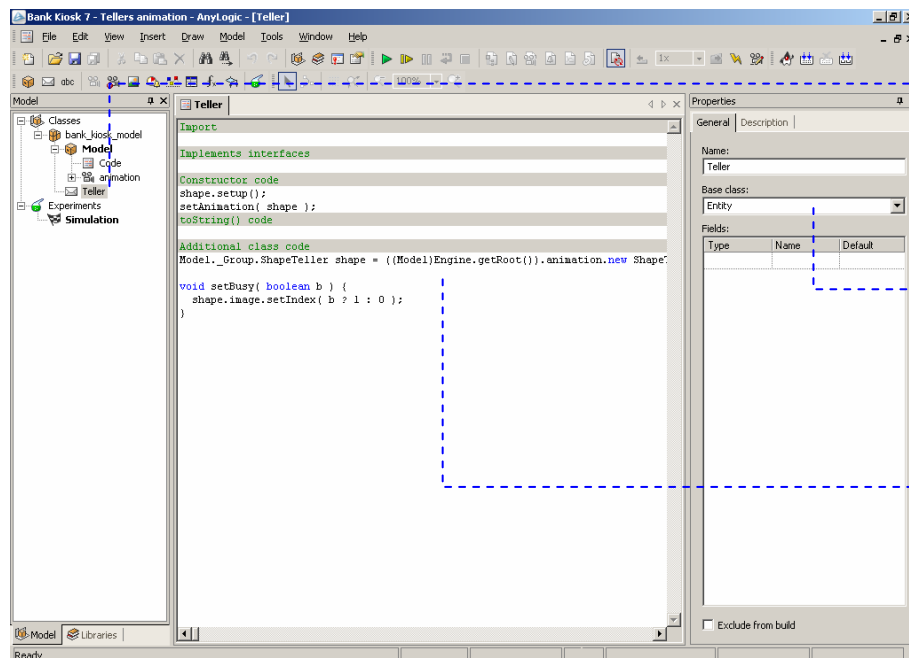 Bank Kiosk 7 - Tellers animation - AnyLogic - [Teller]
File Edit View Insert Draw Model Tools Window Help
1x
abc 100%
Model
Classes
bank_kiosk_model
Model
Code
animation
Teller
Experiments
Simulation
Model Libraries
Teller
Import
Implements interfaces
Constructor code
shape.setup();
setAnimation( shape );
toString() code
Additional class code
Model._Group.ShapeTeller shape = ((Model)Engine.getRoot()).animation.new ShapeT
void setBusy( boolean b ) {
shape.image.setIndex( b ? 1 : 0 );
}
Properties
General Description
Name:
Teller
Base class:
Entity
Fields:
Type Name Default
Exclude from build
Ready